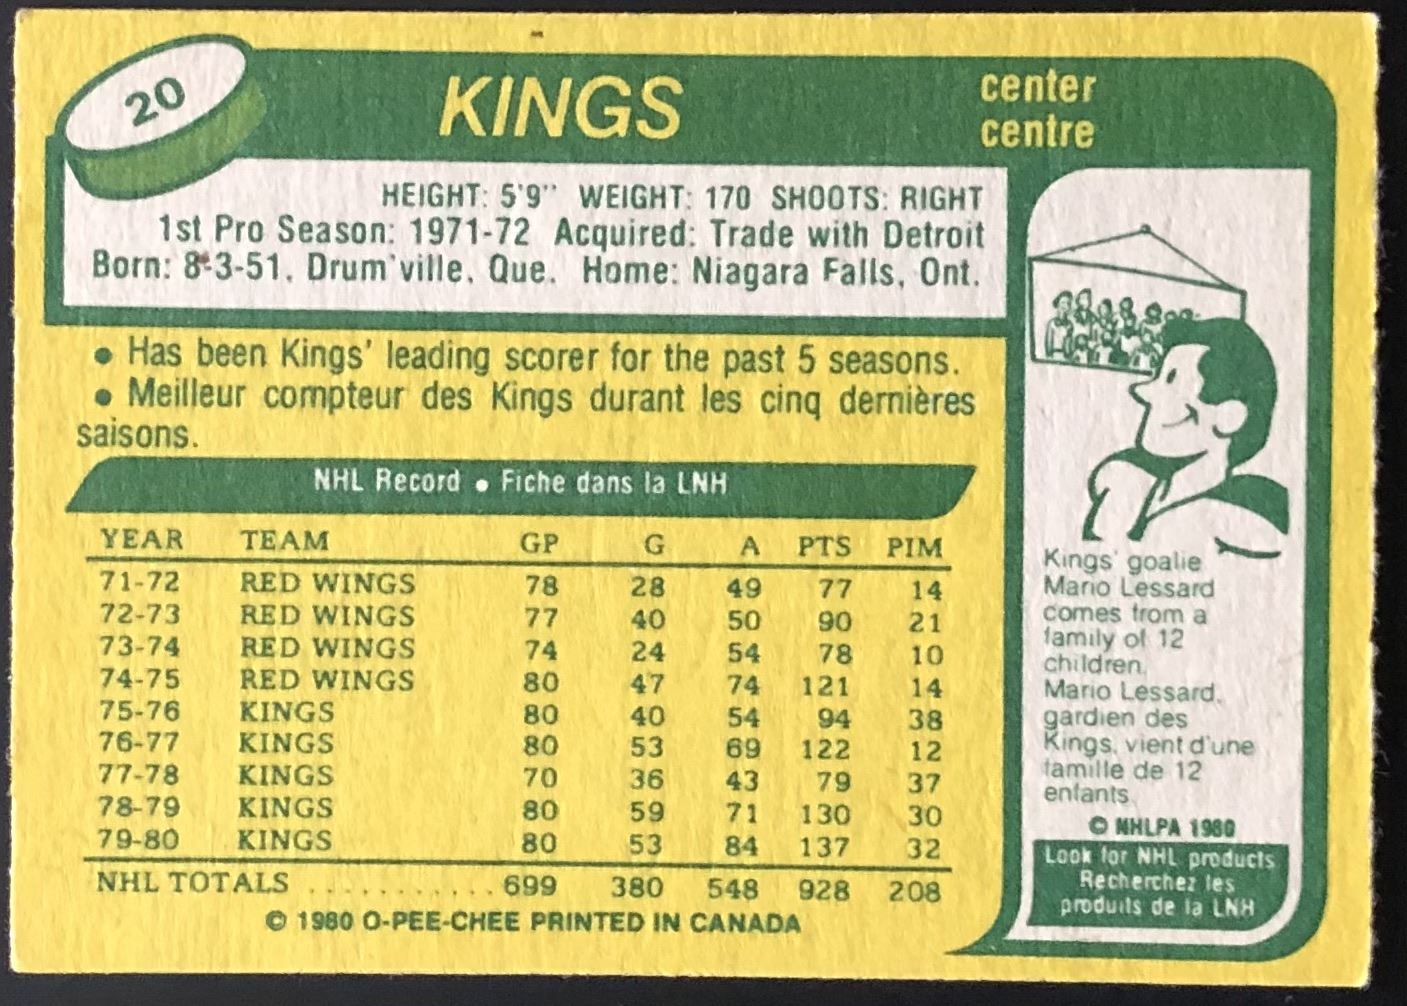 20
KINGS
center
centre
HEIGHT: 5'9" WEIGHT: 170 SHOOTS: RIGHT
1st Pro Season: 1971-72 Acquired: Trade with Detroit
Born: 8-3-51, Drum'ville, Que. Home: Niagara Falls, Ont.
• Has been Kings' leading scorer for the past 5 seasons.
• Meilleur compteur des Kings durant les cinq dernières
saisons.
NHL Record • Fiche dans la LNH
YEAR TEAM GP G A PTS PIM
71-72 RED WINGS 78 28 49 77 14
72-73 RED WINGS 77 40 50 90 21
73-74 RED WINGS 74 24 54 78 10
74-75 RED WINGS 80 47 74 121 14
75-76 KINGS 80 40 54 94 38
76-77 KINGS 80 53 69 122 12
77-78 KINGS 70 36 43 79 37
78-79 KINGS 80 59 71 130 30
79-80 KINGS 80 53 84 137 32
NHL TOTALS ........... 699 380 548 928 208
© 1980 O-PEE-CHEE PRINTED IN CANADA
Kings' goalie
Mario Lessard
comes from a
family of 12
children.
Mario Lessard,
gardien des
Kings, vient d'une
famille de 12
enfants.
© NHLPA 1980
Look for NHL products
Recherchez les
produits de la LNH